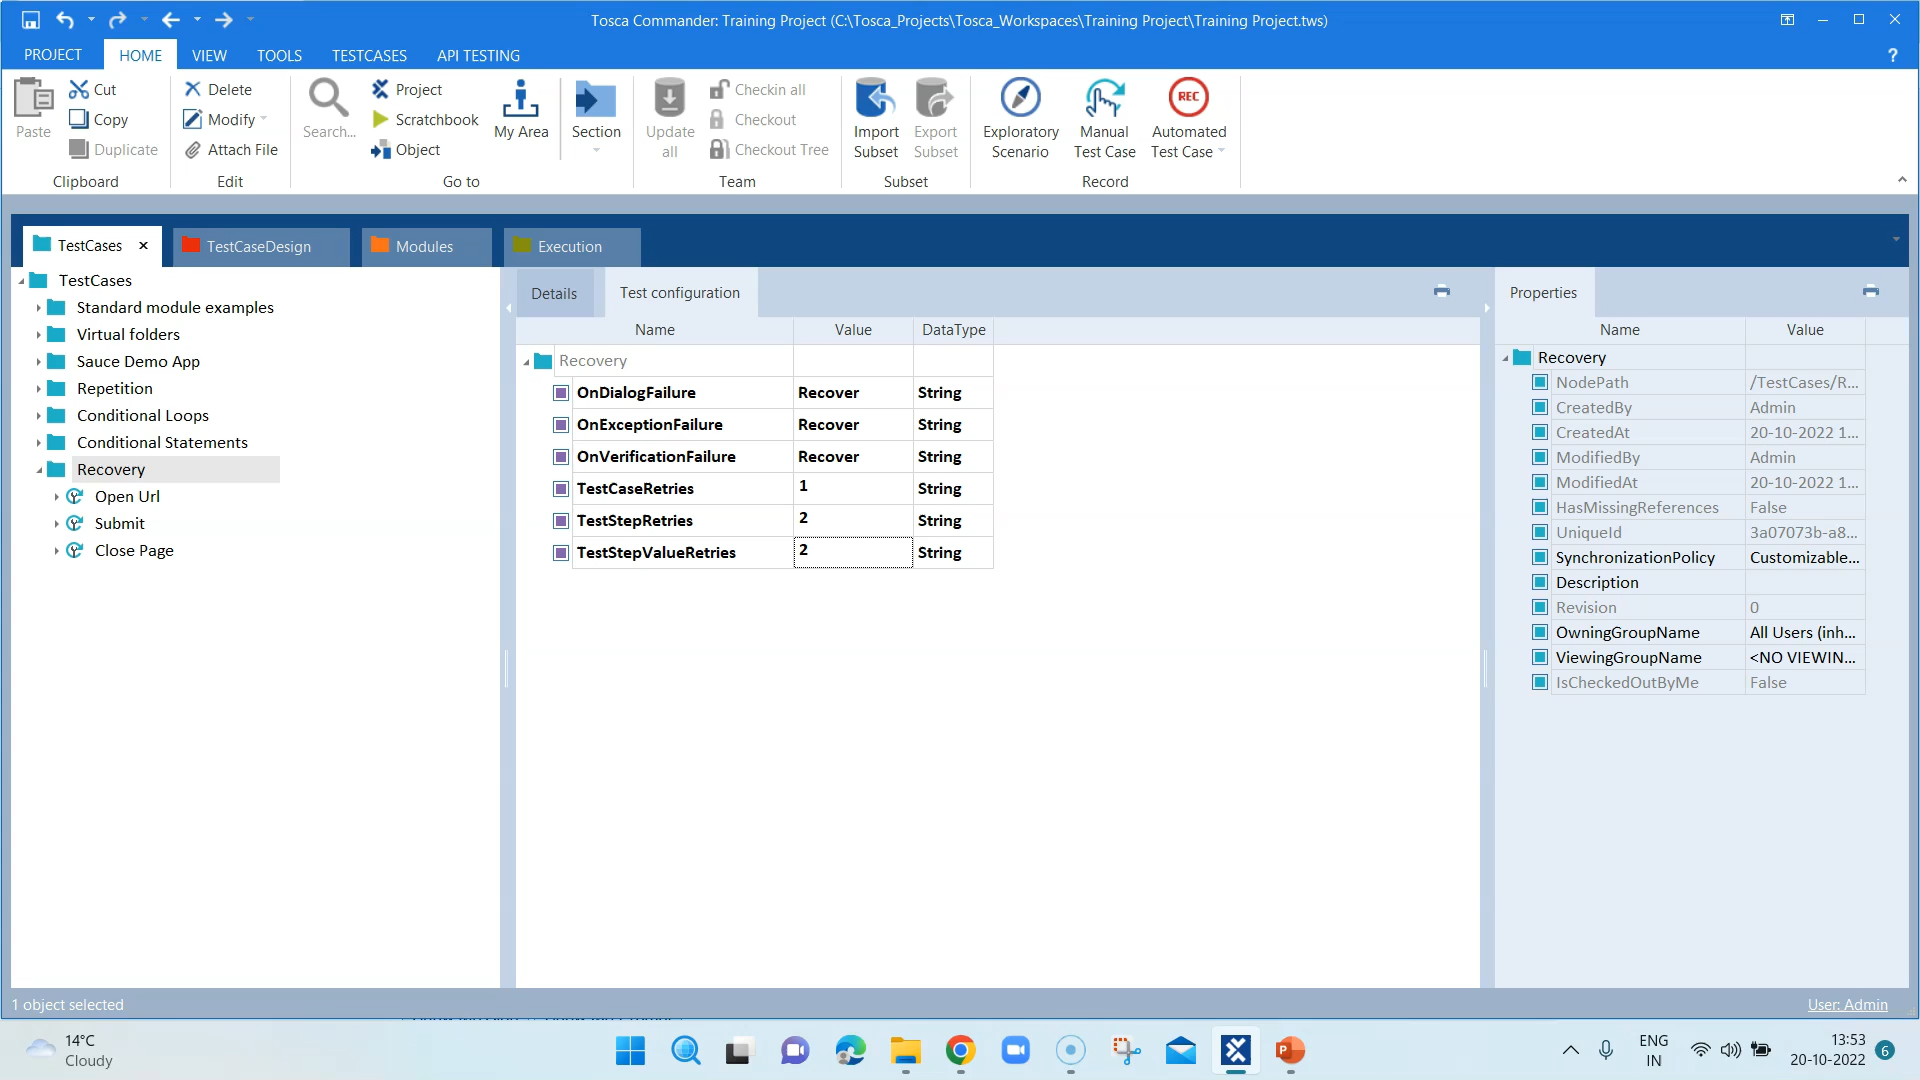 Tosca Commander: Training Project (C:\Tosca_Projects\Tosca_Workspaces\Training Project\Training Project.tws)
PROJECT
HOME
VIEW
TOOLS
TESTCASES
API TESTING
?
Paste
Cut
Copy
Duplicate
Clipboard
Delete
Modify
Attach File
Edit
Search...
Project
Scratchbook
Object
My Area
Go to
Section
Update
all
Checkin all
Checkout
Checkout Tree
Team
Import
Subset
Export
Subset
Subset
Exploratory
Scenario
Manual
Test Case
REC
Automated
Test Case
Record
TestCases
TestCaseDesign
Modules
Execution
TestCases
Standard module examples
Virtual folders
Sauce Demo App
Repetition
Conditional Loops
Conditional Statements
Recovery
Open Url
Submit
Close Page
Details
Test configuration
Name Value DataType
Recovery
OnDialogFailure Recover String
OnExceptionFailure Recover String
OnVerificationFailure Recover String
TestCaseRetries 1 String
TestStepRetries 2 String
TestStepValueRetries 2 String
Properties
Name Value
Recovery
NodePath /TestCases/R...
CreatedBy Admin
CreatedAt 20-10-2022 1...
ModifiedBy Admin
ModifiedAt 20-10-2022 1...
HasMissingReferences False
UniqueId 3a07073b-a8...
SynchronizationPolicy Customizable...
Description
Revision 0
OwningGroupName All Users (inh...
ViewingGroupName <NO VIEWIN...
IsCheckedOutByMe False
1 object selected
User: Admin
14°C
Cloudy
ENG
IN
13:53
20-10-2022
6